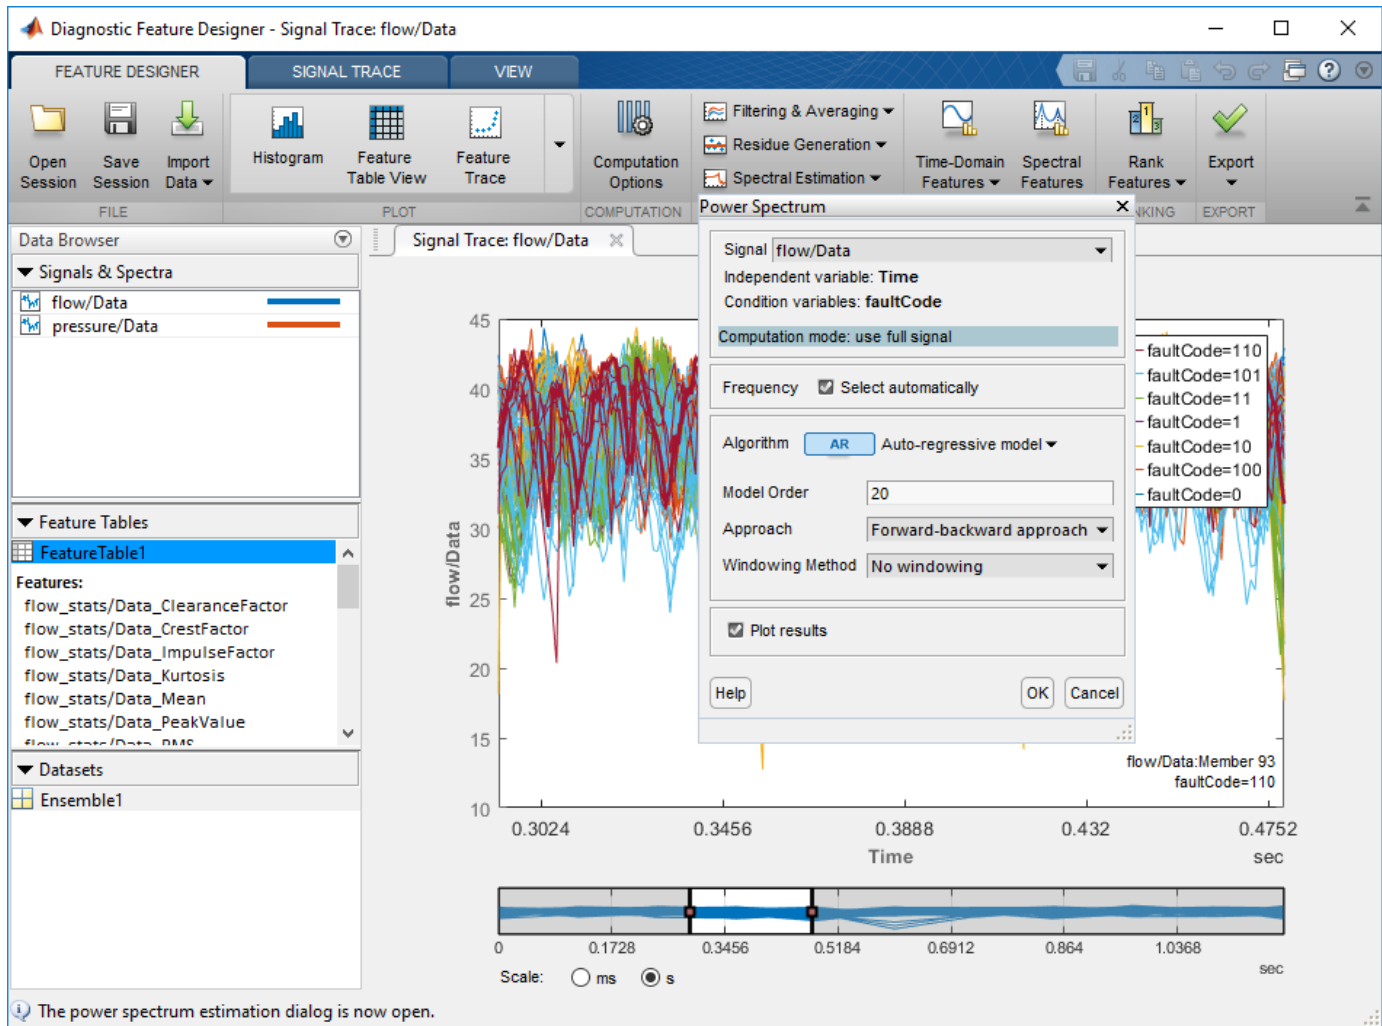 Diagnostic Feature Designer - Signal Trace: flow/Data
FEATURE DESIGNER
SIGNAL TRACE
VIEW
Open Session
Save Session
Import Data
Histogram
Feature Table View
Feature Trace
Computation Options
Filtering & Averaging
Residue Generation
Spectral Estimation
Time-Domain Features
Spectral Features
Rank Features
Export
FILE
PLOT
COMPUTATION
NKING
EXPORT
Data Browser
Signals & Spectra
flow/Data
pressure/Data
Feature Tables
FeatureTable1
Features:
flow_stats/Data_ClearanceFactor
flow_stats/Data_CrestFactor
flow_stats/Data_ImpulseFactor
flow_stats/Data_Kurtosis
flow_stats/Data_Mean
flow_stats/Data_PeakValue
flow_stats/Data_RMS
Datasets
Ensemble1
Signal Trace: flow/Data
Power Spectrum
Signal flow/Data
Independent variable: Time
Condition variables: faultCode
Computation mode: use full signal
Frequency Select automatically
Algorithm AR Auto-regressive model
Model Order 20
Approach Forward-backward approach
Windowing Method No windowing
Plot results
Help OK Cancel
faultCode=110
faultCode=101
faultCode=11
faultCode=1
faultCode=10
faultCode=100
faultCode=0
flow/Data:Member 93
faultCode=110
45
40
35
30
25
20
15
10
flow/Data
0.3024 0.3456 0.3888 0.432 0.4752
Time
sec
0 0.1728 0.3456 0.5184 0.6912 0.864 1.0368
sec
Scale: ms s
The power spectrum estimation dialog is now open.